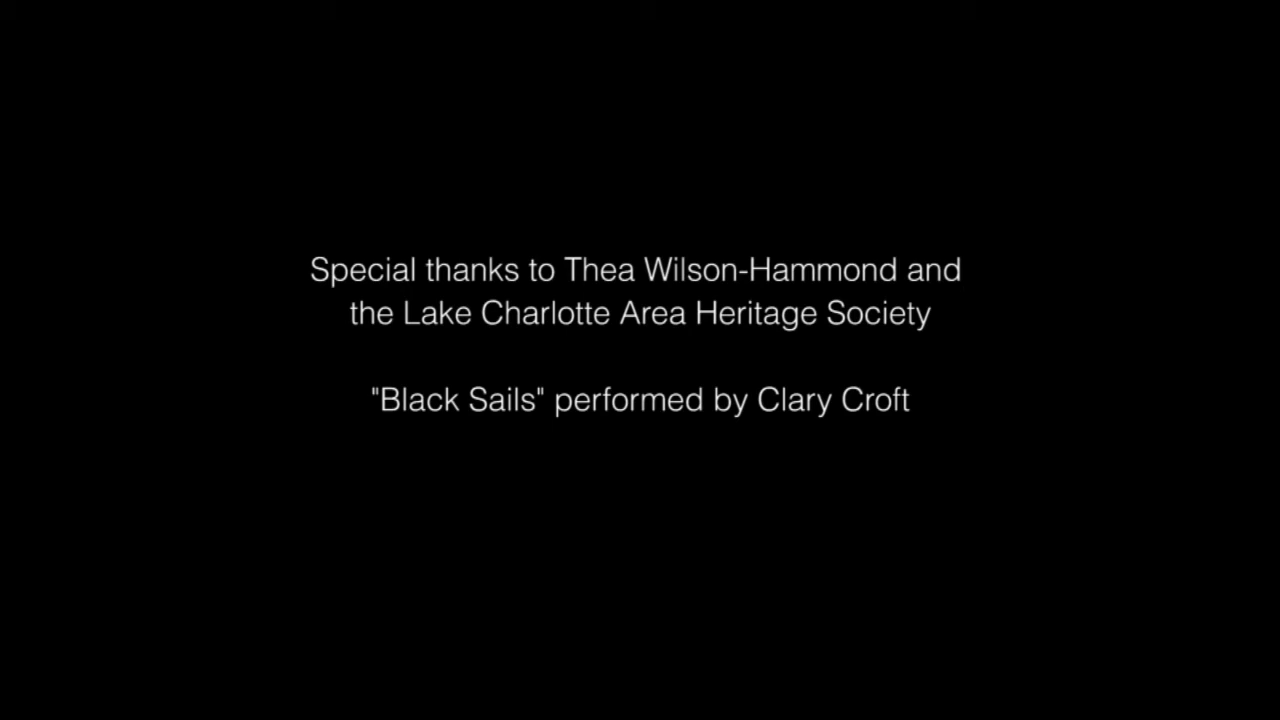 Special thanks to Thea Wilson-Hammond and
the Lake Charlotte Area Heritage Society
"Black Sails" performed by Clary Croft